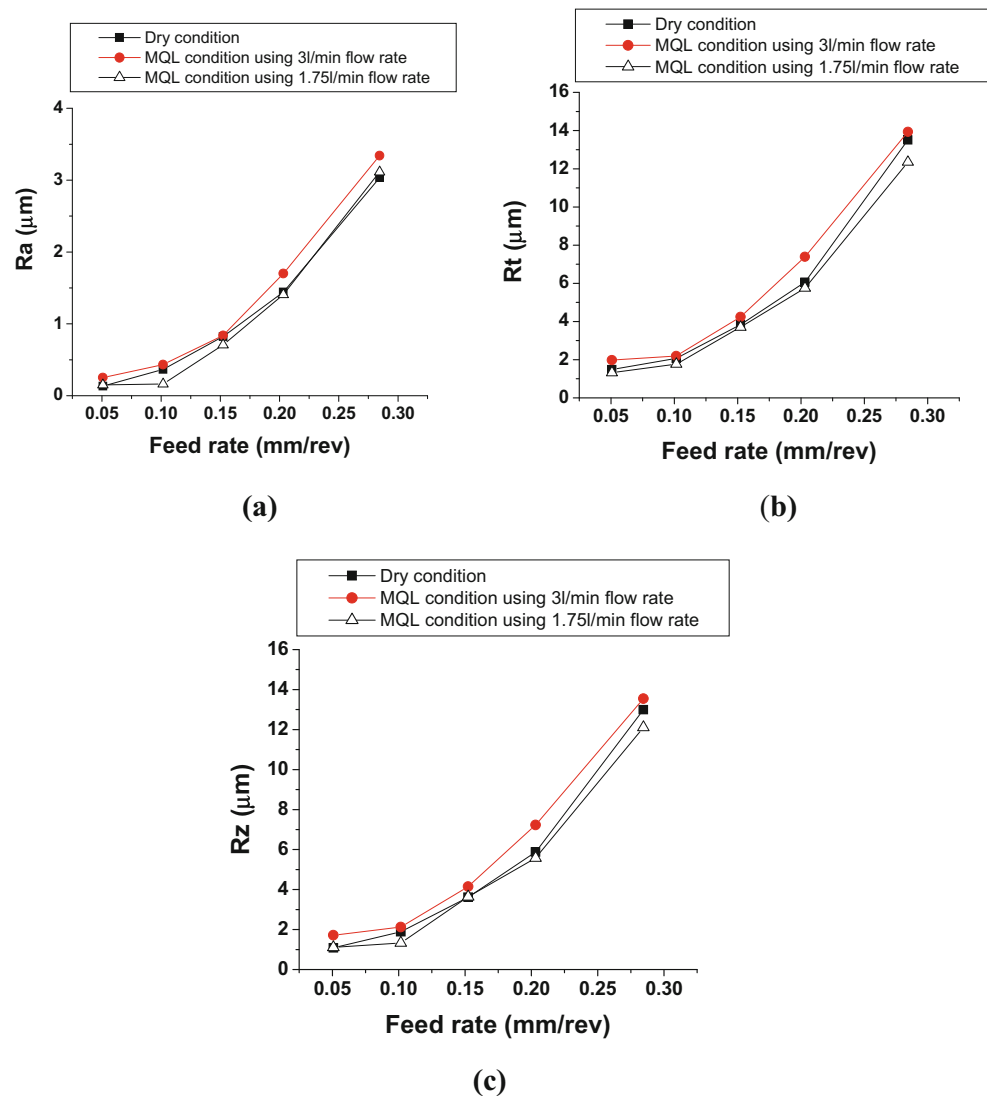 Dry condition
MQL condition using 3l/min flow rate
MQL condition using 1.75l/min flow rate
4
3
2
1
0
Ra (μm)
0.05 0.10 0.15 0.20 0.25 0.30
Feed rate (mm/rev)
(a)
Dry condition
MQL condition using 3l/min flow rate
MQL condition using 1.75l/min flow rate
16
14
12
10
8
6
4
2
0
Rt (μm)
0.05 0.10 0.15 0.20 0.25 0.30
Feed rate (mm/rev)
(b)
Dry condition
MQL condition using 3l/min flow rate
MQL condition using 1.75l/min flow rate
16
14
12
10
8
6
4
2
0
Rz (μm)
0.05 0.10 0.15 0.20 0.25 0.30
Feed rate (mm/rev)
(c)